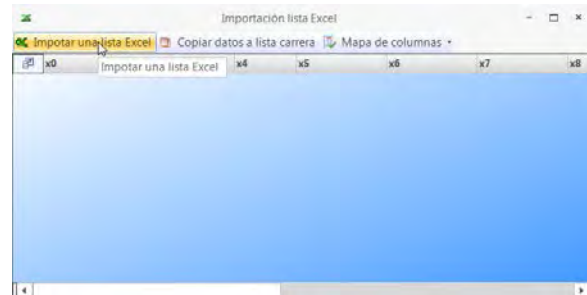 Importación lista Excel
Impotar una lista Excel Copiar datos a lista carrera Mapa de columnas
x0 x4 x5 x6 x7 x8
Impotar una lista Excel